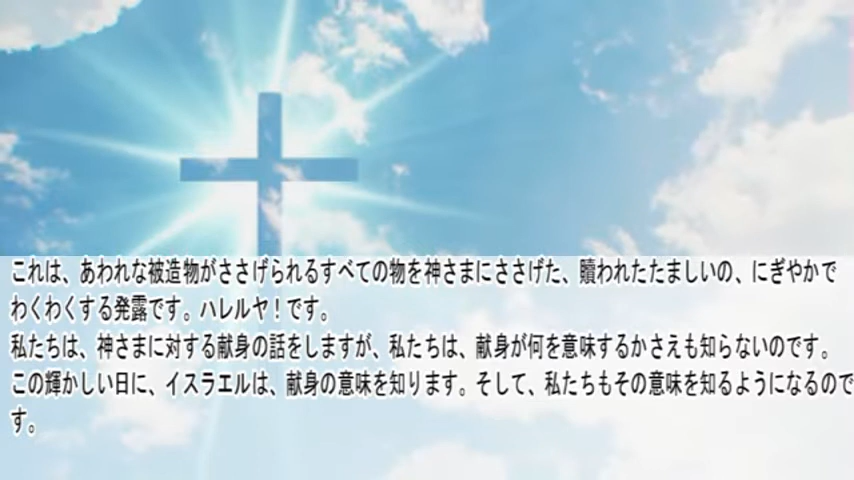 これは、あわれな被造物がささげられるすべての物を神さまにささげた、贖われたたましいの、にぎやかで
わくわくする発露です。ハレルヤ！です。
私たちは、神さまに対する献身の話をしますが、私たちは、献身が何を意味するかさえも知らないのです。
この輝かしい日に、イスラエルは、献身の意味を知ります。そして、私たちもその意味を知るようになるので
す。